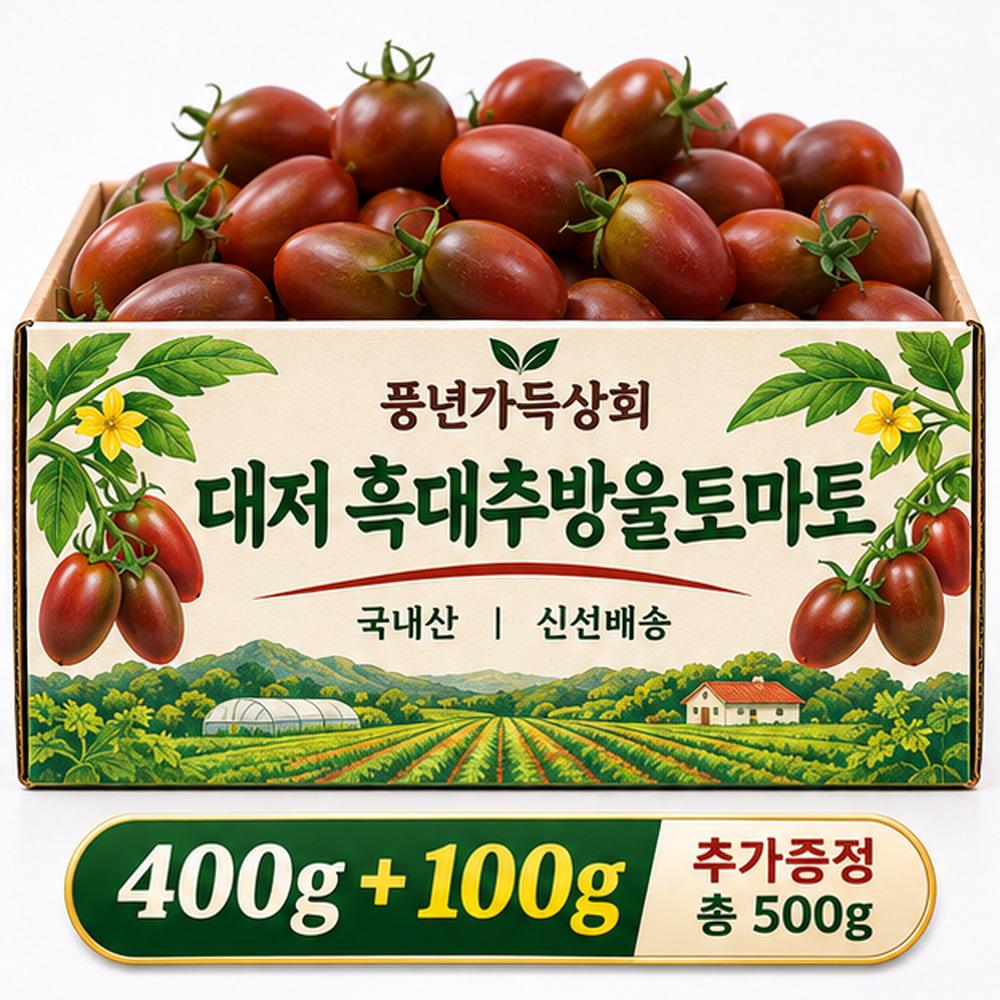 풍년가득상회
대저 흑대추방울토마토
국내산 | 신선배송
400g + 100g
추가증정
총 500g